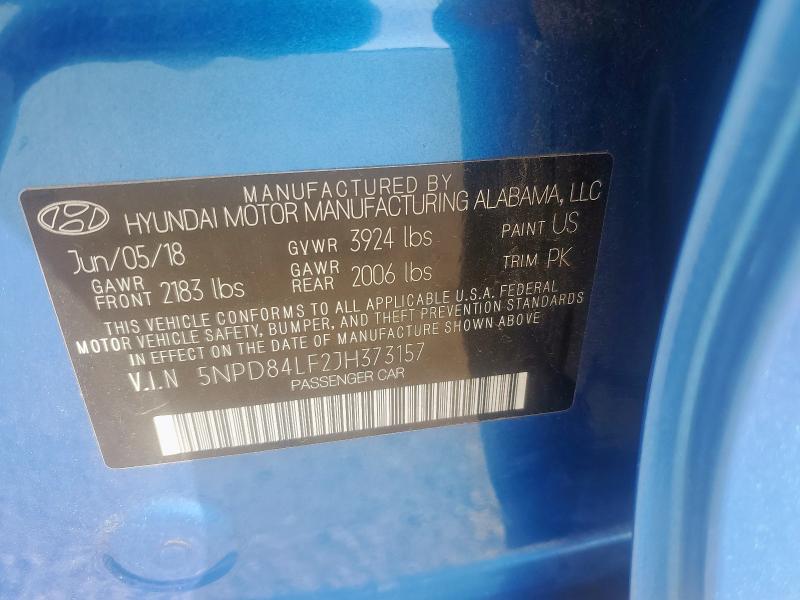 MANUFACTURED BY
HYUNDAI MOTOR MANUFACTURING ALABAMA, LLC
Jun/05/18 GVWR 3924 lbs PAINT US
GAWR FRONT 2183 lbs GAWR REAR 2006 lbs TRIM PK
THIS VEHICLE CONFORMS TO ALL APPLICABLE U.S.A. FEDERAL
MOTOR VEHICLE SAFETY, BUMPER, AND THEFT PREVENTION STANDARDS
IN EFFECT ON THE DATE OF MANUFACTURE SHOWN ABOVE
V.I.N 5NPD84LF2JH373157
PASSENGER CAR